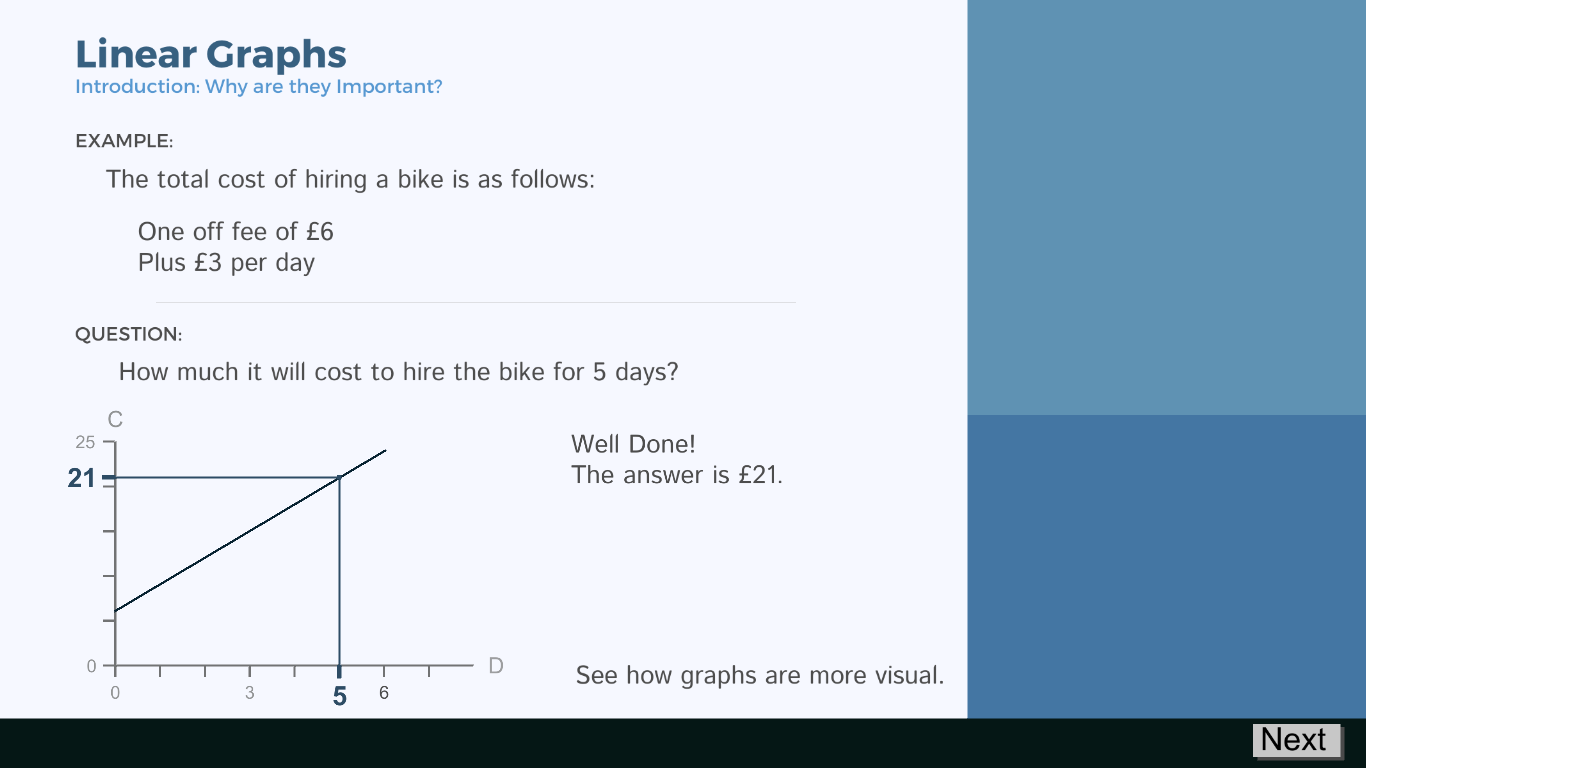 Linear Graphs
Introduction: Why are they Important?
EXAMPLE:
The total cost of hiring a bike is as follows:
One off fee of £6
Plus £3 per day
QUESTION:
How much it will cost to hire the bike for 5 days?
C
25
21
0
D
0
3
5
6
Well Done!
The answer is £21.
See how graphs are more visual.
Next